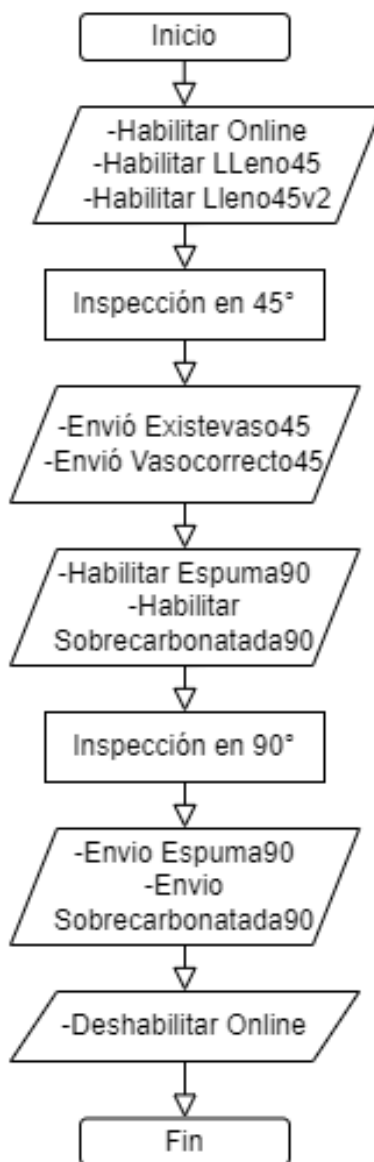 Inicio
-Habilitar Online
-Habilitar LLeno45
-Habilitar Lleno45v2
Inspección en 45°
-Envió Existevaso45
-Envió Vasocorrecto45
-Habilitar Espuma90
-Habilitar
Sobrecarbonatada90
Inspección en 90°
-Envio Espuma90
-Envio
Sobrecarbonatada90
-Deshabilitar Online
Fin